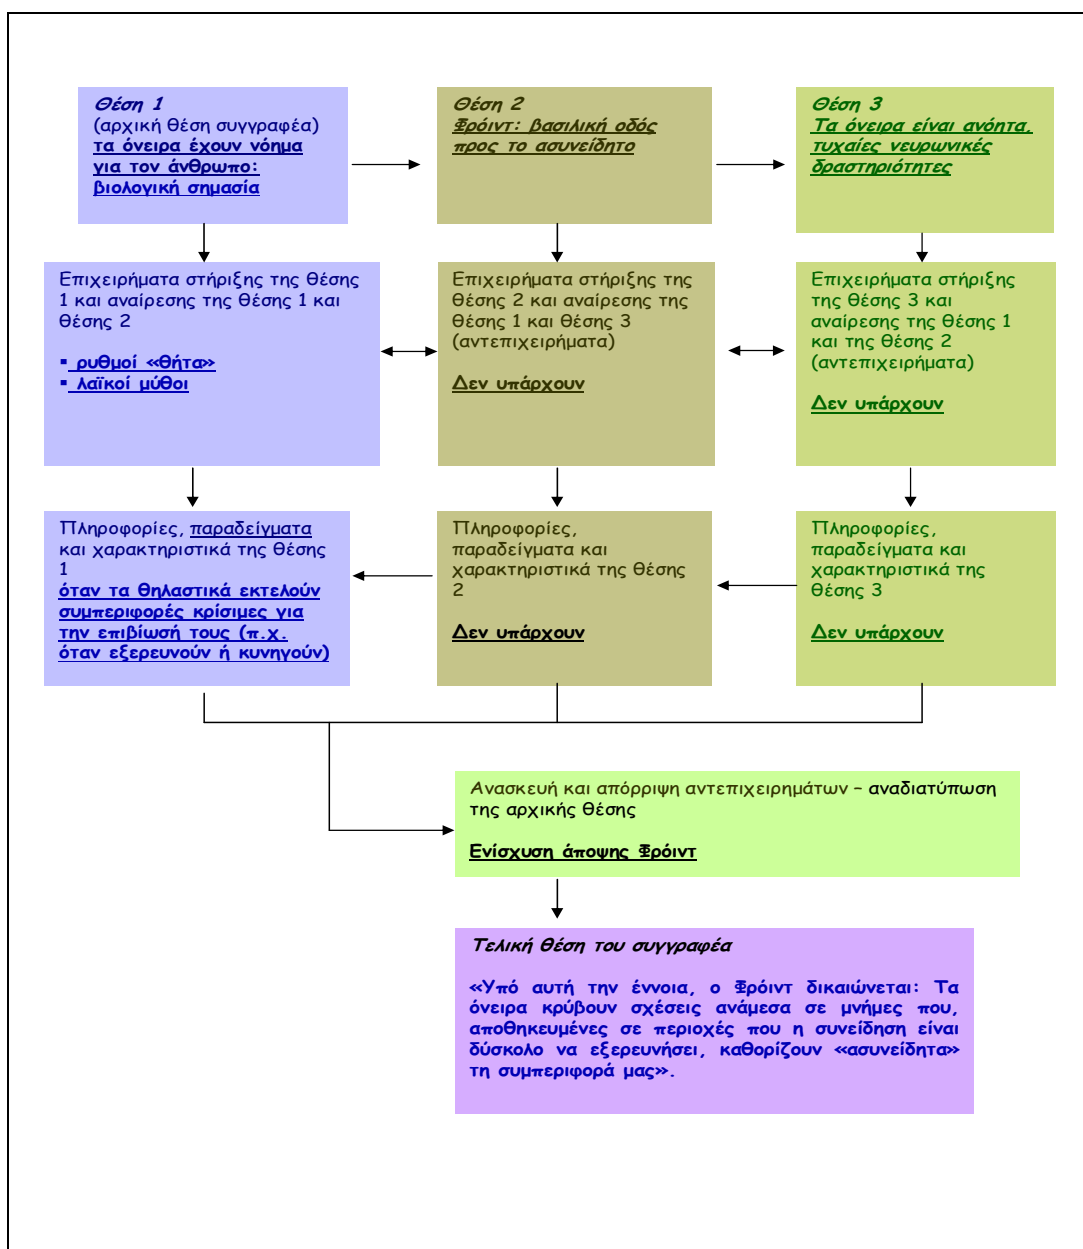 Θέση 1
(αρχική θέση συγγραφέα)
τα όνειρα έχουν νόημα
για τον άνθρωπο:
βιολογική σημασία
Θέση 2
Φρόιντ: βασιλική οδός
προς το ασυνείδητο
Θέση 3
Τα όνειρα είναι ανόητα,
τυχαίες νευρωνικές
δραστηριότητες
Επιχειρήματα στήριξης της θέσης
1 και αναίρεσης της θέσης 1 και
θέσης 2
▪ ρυθμοί «θήτα»
▪ λαϊκοί μύθοι
Επιχειρήματα στήριξης της
θέσης 2 και αναίρεσης της
θέσης 1 και θέσης 3
(αντεπιχειρήματα)
Δεν υπάρχουν
Επιχειρήματα στήριξης
της θέσης 3 και
αναίρεσης της θέσης 1
και της θέσης 2
(αντεπιχειρήματα)
Δεν υπάρχουν
Πληροφορίες, παραδείγματα
και χαρακτηριστικά της θέσης
1
όταν τα θηλαστικά εκτελούν
συμπεριφορές κρίσιμες για
την επιβίωσή τους (π.χ.
όταν εξερευνούν ή κυνηγούν)
Πληροφορίες,
παραδείγματα και
χαρακτηριστικά της θέσης
2
Δεν υπάρχουν
Πληροφορίες,
παραδείγματα και
χαρακτηριστικά της
θέσης 3
Δεν υπάρχουν
Ανασκευή και απόρριψη αντεπιχειρημάτων – αναδιατύπωση
της αρχικής θέσης
Ενίσχυση άποψης Φρόιντ
Τελική θέση του συγγραφέα
«Υπό αυτή την έννοια, ο Φρόιντ δικαιώνεται: Τα
όνειρα κρύβουν σχέσεις ανάμεσα σε μνήμες που,
αποθηκευμένες σε περιοχές που η συνείδηση είναι
δύσκολο να εξερευνήσει, καθορίζουν «ασυνείδητα»
τη συμπεριφορά μας».